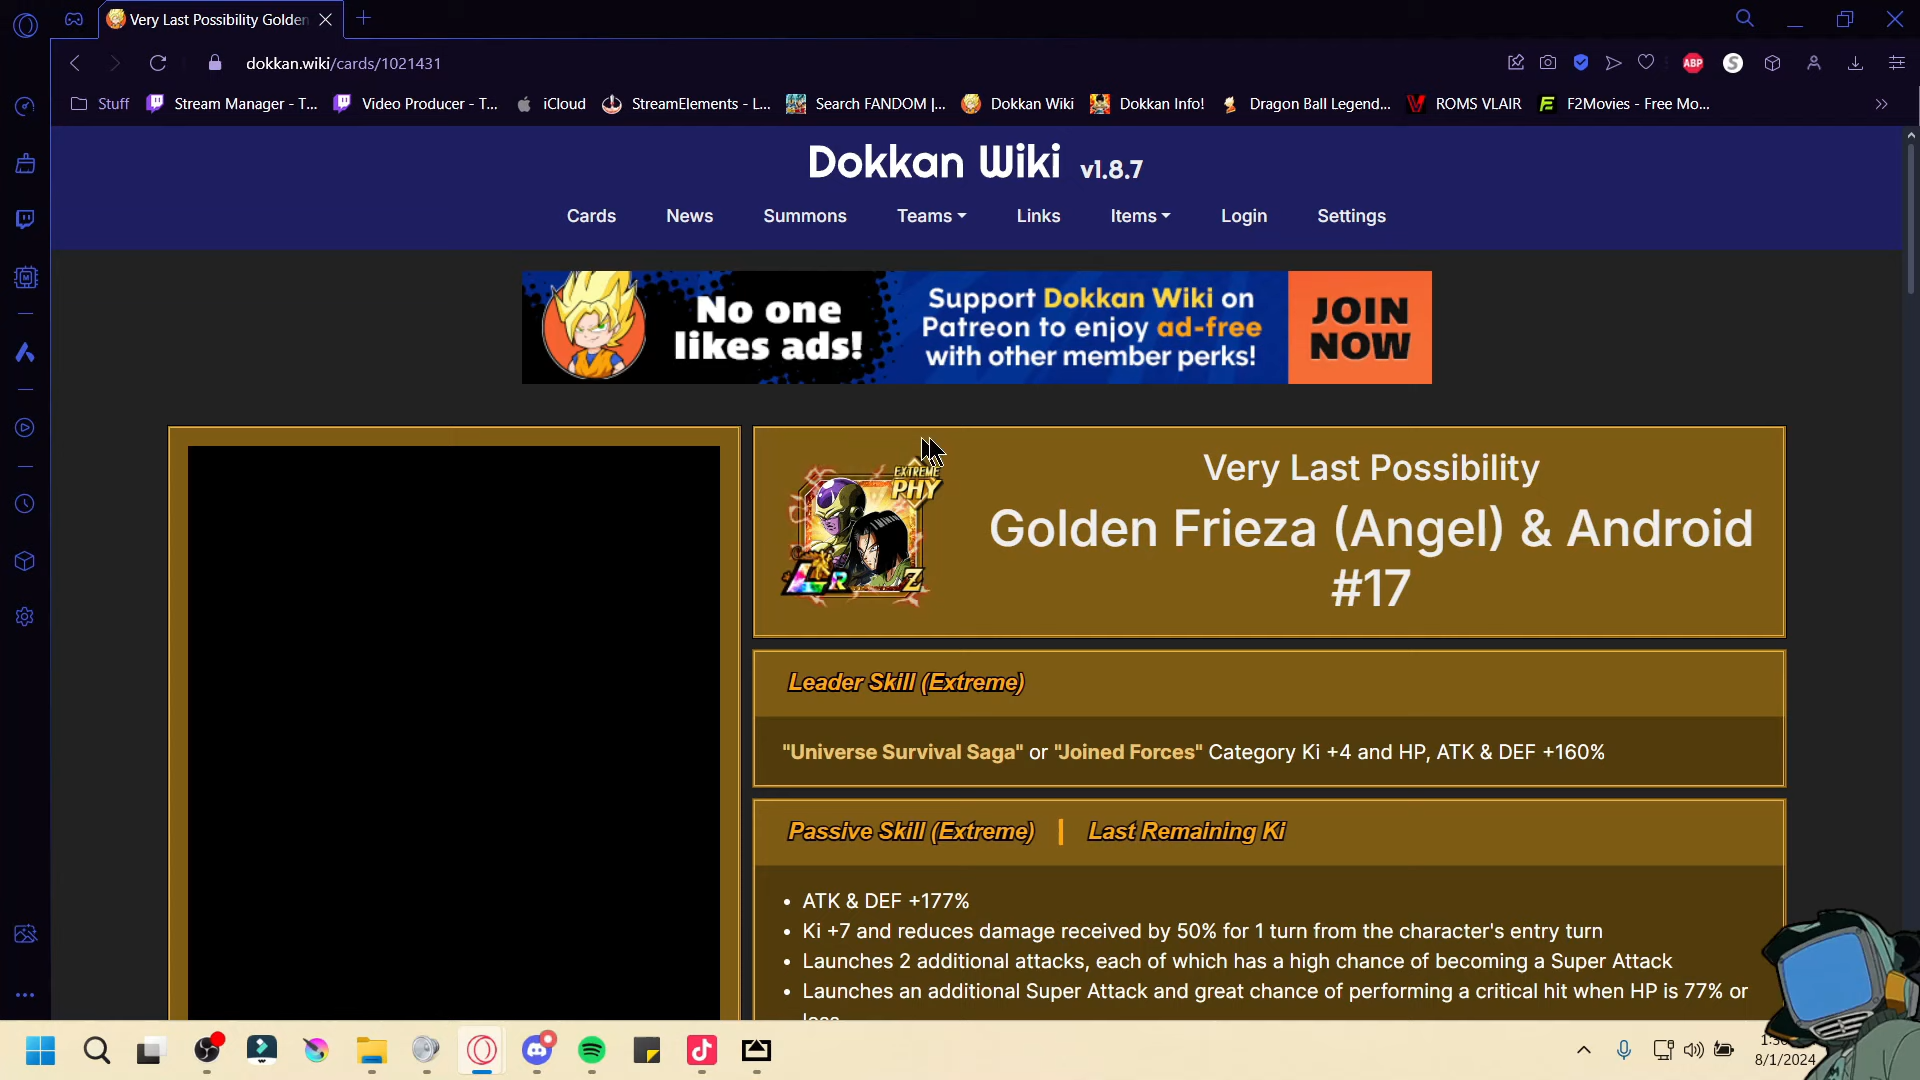 Very Last Possibility Golden
dokkan.wiki/cards/1021431
ABP
Stuff
Stream Manager - T...
Video Producer - T...
iCloud
StreamElements - L...
Search FANDOM |...
Dokkan Wiki
Dokkan Info!
Dragon Ball Legend...
ROMS VLAIR
F2Movies - Free Mo...
Dokkan Wiki v1.8.7
Cards
News
Summons
Teams
Links
Items
Login
Settings
No one
likes ads!
Support Dokkan Wiki on
Patreon to enjoy ad-free
with other member perks!
JOIN
NOW
EXTREME
PHY
LR
Z
Very Last Possibility
Golden Frieza (Angel) & Android
#17
Leader Skill (Extreme)
"Universe Survival Saga" or "Joined Forces" Category Ki +4 and HP, ATK & DEF +160%
Passive Skill (Extreme) | Last Remaining Ki
• ATK & DEF +177%
• Ki +7 and reduces damage received by 50% for 1 turn from the character's entry turn
• Launches 2 additional attacks, each of which has a high chance of becoming a Super Attack
• Launches an additional Super Attack and great chance of performing a critical hit when HP is 77% or
less
8/1/2024